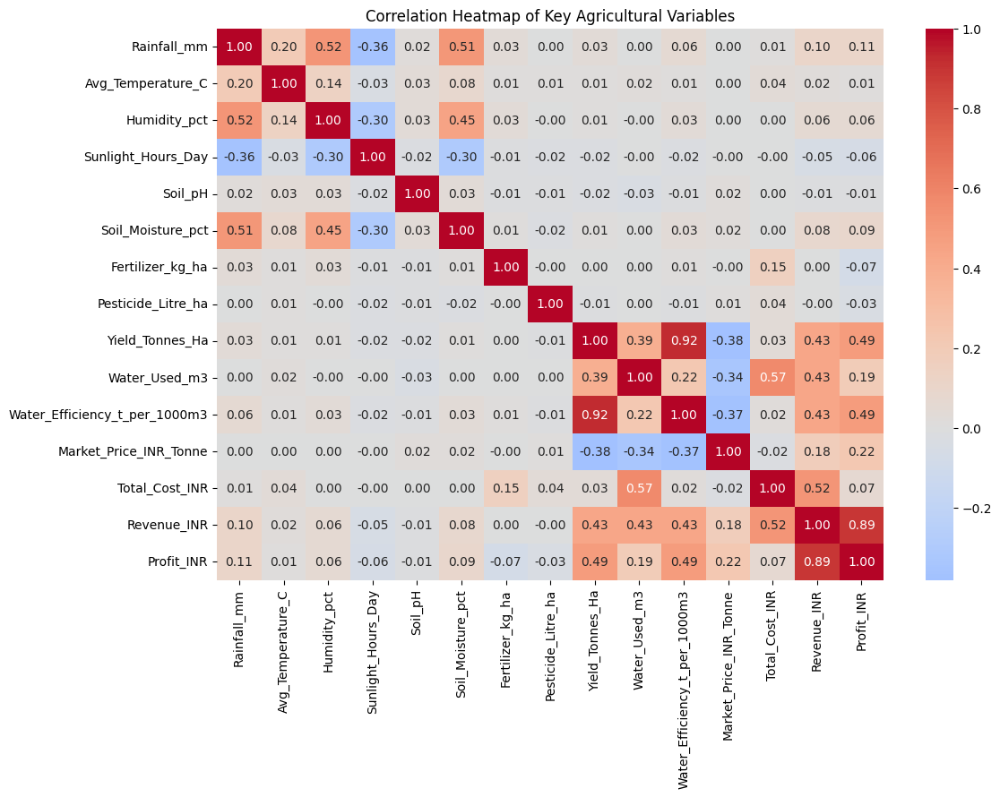 Correlation Heatmap of Key Agricultural Variables
Rainfall_mm 1.00 0.20 0.52 -0.36 0.02 0.51 0.03 0.00 0.03 0.00 0.06 0.00 0.01 0.10 0.11
Avg_Temperature_C 0.20 1.00 0.14 -0.03 0.03 0.08 0.01 0.01 0.01 0.02 0.01 0.00 0.04 0.02 0.01
Humidity_pct 0.52 0.14 1.00 -0.30 0.03 0.45 0.03 -0.00 0.01 -0.00 0.03 0.00 0.00 0.06 0.06
Sunlight_Hours_Day -0.36 -0.03 -0.30 1.00 -0.02 -0.30 -0.01 -0.02 -0.02 -0.00 -0.02 -0.00 -0.00 -0.05 -0.06
Soil_pH 0.02 0.03 0.03 -0.02 1.00 0.03 -0.01 -0.01 -0.02 -0.03 -0.01 0.02 0.00 -0.01 -0.01
Soil_Moisture_pct 0.51 0.08 0.45 -0.30 0.03 1.00 0.01 -0.02 0.01 0.00 0.03 0.02 0.00 0.08 0.09
Fertilizer_kg_ha 0.03 0.01 0.03 -0.01 -0.01 0.01 1.00 -0.00 0.00 0.00 0.01 -0.00 0.15 0.00 -0.07
Pesticide_Litre_ha 0.00 0.01 -0.00 -0.02 -0.01 -0.02 -0.00 1.00 -0.01 0.00 -0.01 0.01 0.04 -0.00 -0.03
Yield_Tonnes_Ha 0.03 0.01 0.01 -0.02 -0.02 0.01 0.00 -0.01 1.00 0.39 0.92 -0.38 0.03 0.43 0.49
Water_Used_m3 0.00 0.02 -0.00 -0.00 -0.03 0.00 0.00 0.00 0.39 1.00 0.22 -0.34 0.57 0.43 0.19
Water_Efficiency_t_per_1000m3 0.06 0.01 0.03 -0.02 -0.01 0.03 0.01 -0.01 0.92 0.22 1.00 -0.37 0.02 0.43 0.49
Market_Price_INR_Tonne 0.00 0.00 0.00 -0.00 0.02 0.02 -0.00 0.01 -0.38 -0.34 -0.37 1.00 -0.02 0.18 0.22
Total_Cost_INR 0.01 0.04 0.00 -0.00 0.00 0.00 0.15 0.04 0.03 0.57 0.02 -0.02 1.00 0.52 0.07
Revenue_INR 0.10 0.02 0.06 -0.05 -0.01 0.08 0.00 -0.00 0.43 0.43 0.43 0.18 0.52 1.00 0.89
Profit_INR 0.11 0.01 0.06 -0.06 -0.01 0.09 -0.07 -0.03 0.49 0.19 0.49 0.22 0.07 0.89 1.00
Rainfall_mm
Avg_Temperature_C
Humidity_pct
Sunlight_Hours_Day
Soil_pH
Soil_Moisture_pct
Fertilizer_kg_ha
Pesticide_Litre_ha
Yield_Tonnes_Ha
Water_Used_m3
Water_Efficiency_t_per_1000m3
Market_Price_INR_Tonne
Total_Cost_INR
Revenue_INR
Profit_INR
1.0
0.8
0.6
0.4
0.2
0.0
−0.2